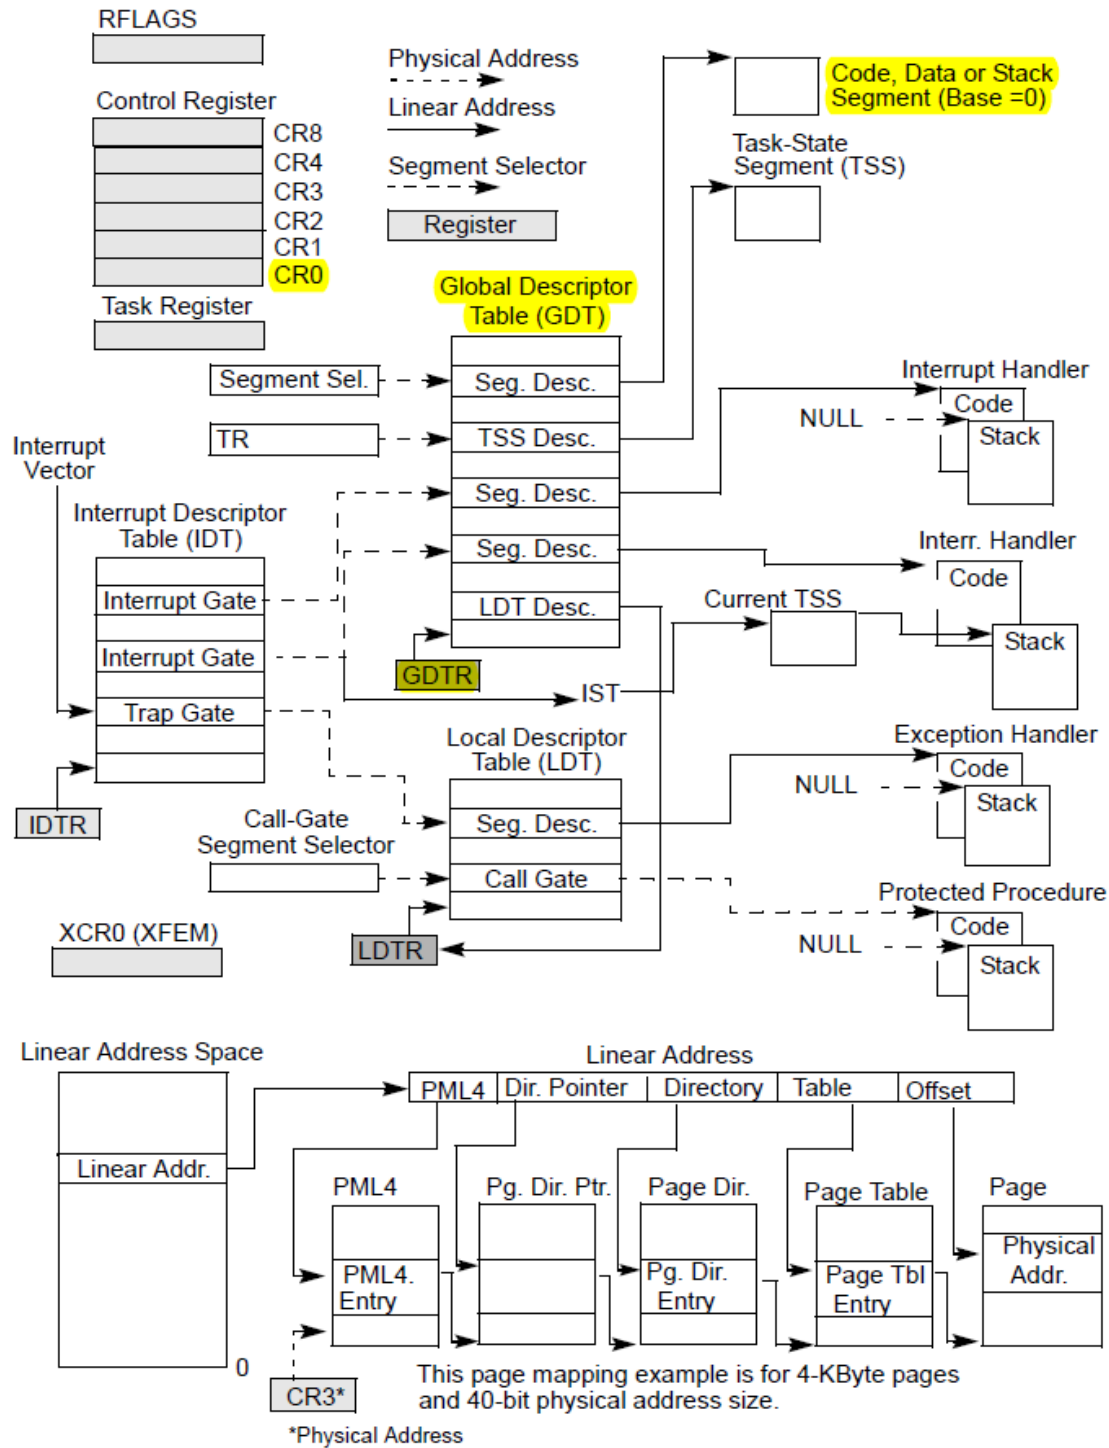 RFLAGS
Control Register
CR8
CR4
CR3
CR2
CR1
CR0
Task Register
Physical Address
Linear Address
Segment Selector
Register
Code, Data or Stack
Segment (Base =0)
Task-State
Segment (TSS)
Global Descriptor
Table (GDT)
Segment Sel.
Seg. Desc.
TR
TSS Desc.
Seg. Desc.
Seg. Desc.
LDT Desc.
GDTR
Interrupt
Vector
Interrupt Descriptor
Table (IDT)
Interrupt Gate
Interrupt Gate
Trap Gate
IDTR
Interrupt Handler
Code
NULL
Stack
Interr. Handler
Code
Current TSS
Stack
IST
Local Descriptor
Table (LDT)
Seg. Desc.
Call-Gate
Segment Selector
Call Gate
LDTR
XCR0 (XFEM)
Exception Handler
Code
NULL
Stack
Protected Procedure
Code
NULL
Stack
Linear Address Space
Linear Addr.
0
Linear Address
PML4
Dir. Pointer
Directory
Table
Offset
PML4
PML4.
Entry
Pg. Dir. Ptr.
Page Dir.
Pg. Dir.
Entry
Page Table
Page Tbl
Entry
Page
Physical
Addr.
CR3*
This page mapping example is for 4-KByte pages
and 40-bit physical address size.
*Physical Address